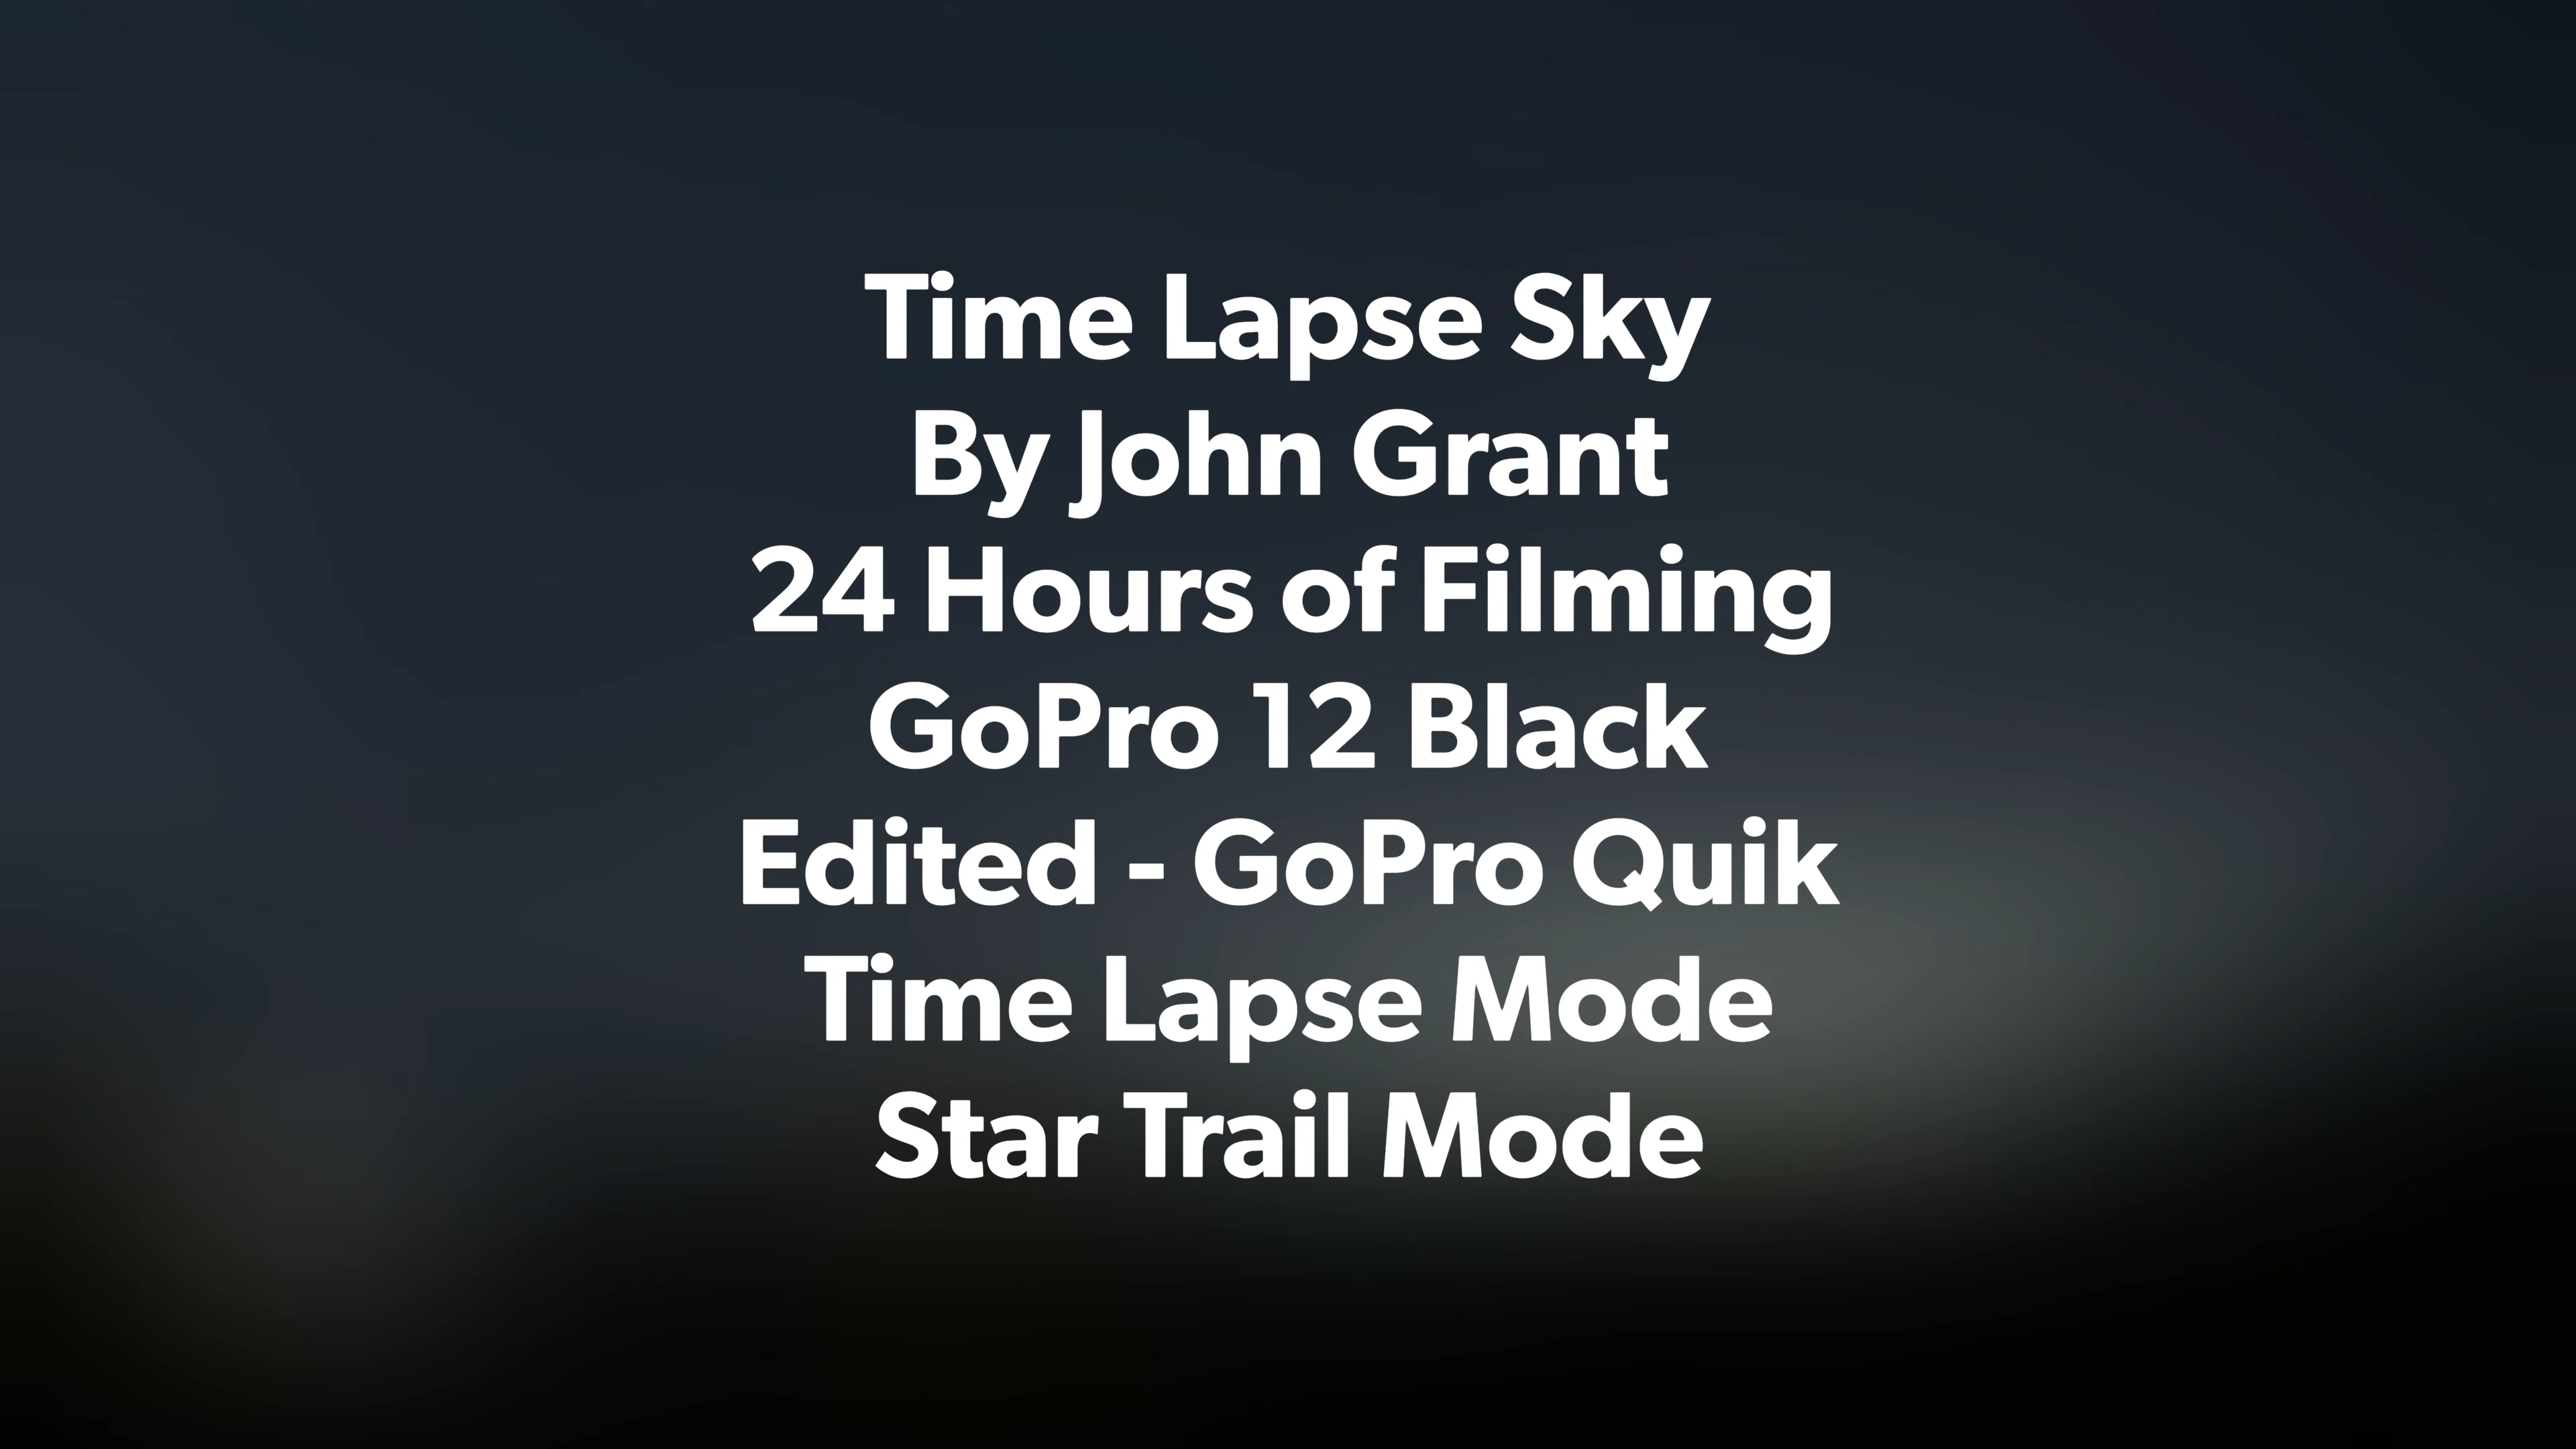 Time Lapse Sky
By John Grant
24 Hours of Filming
GoPro 12 Black
Edited - GoPro Quik
Time Lapse Mode
Star Trail Mode